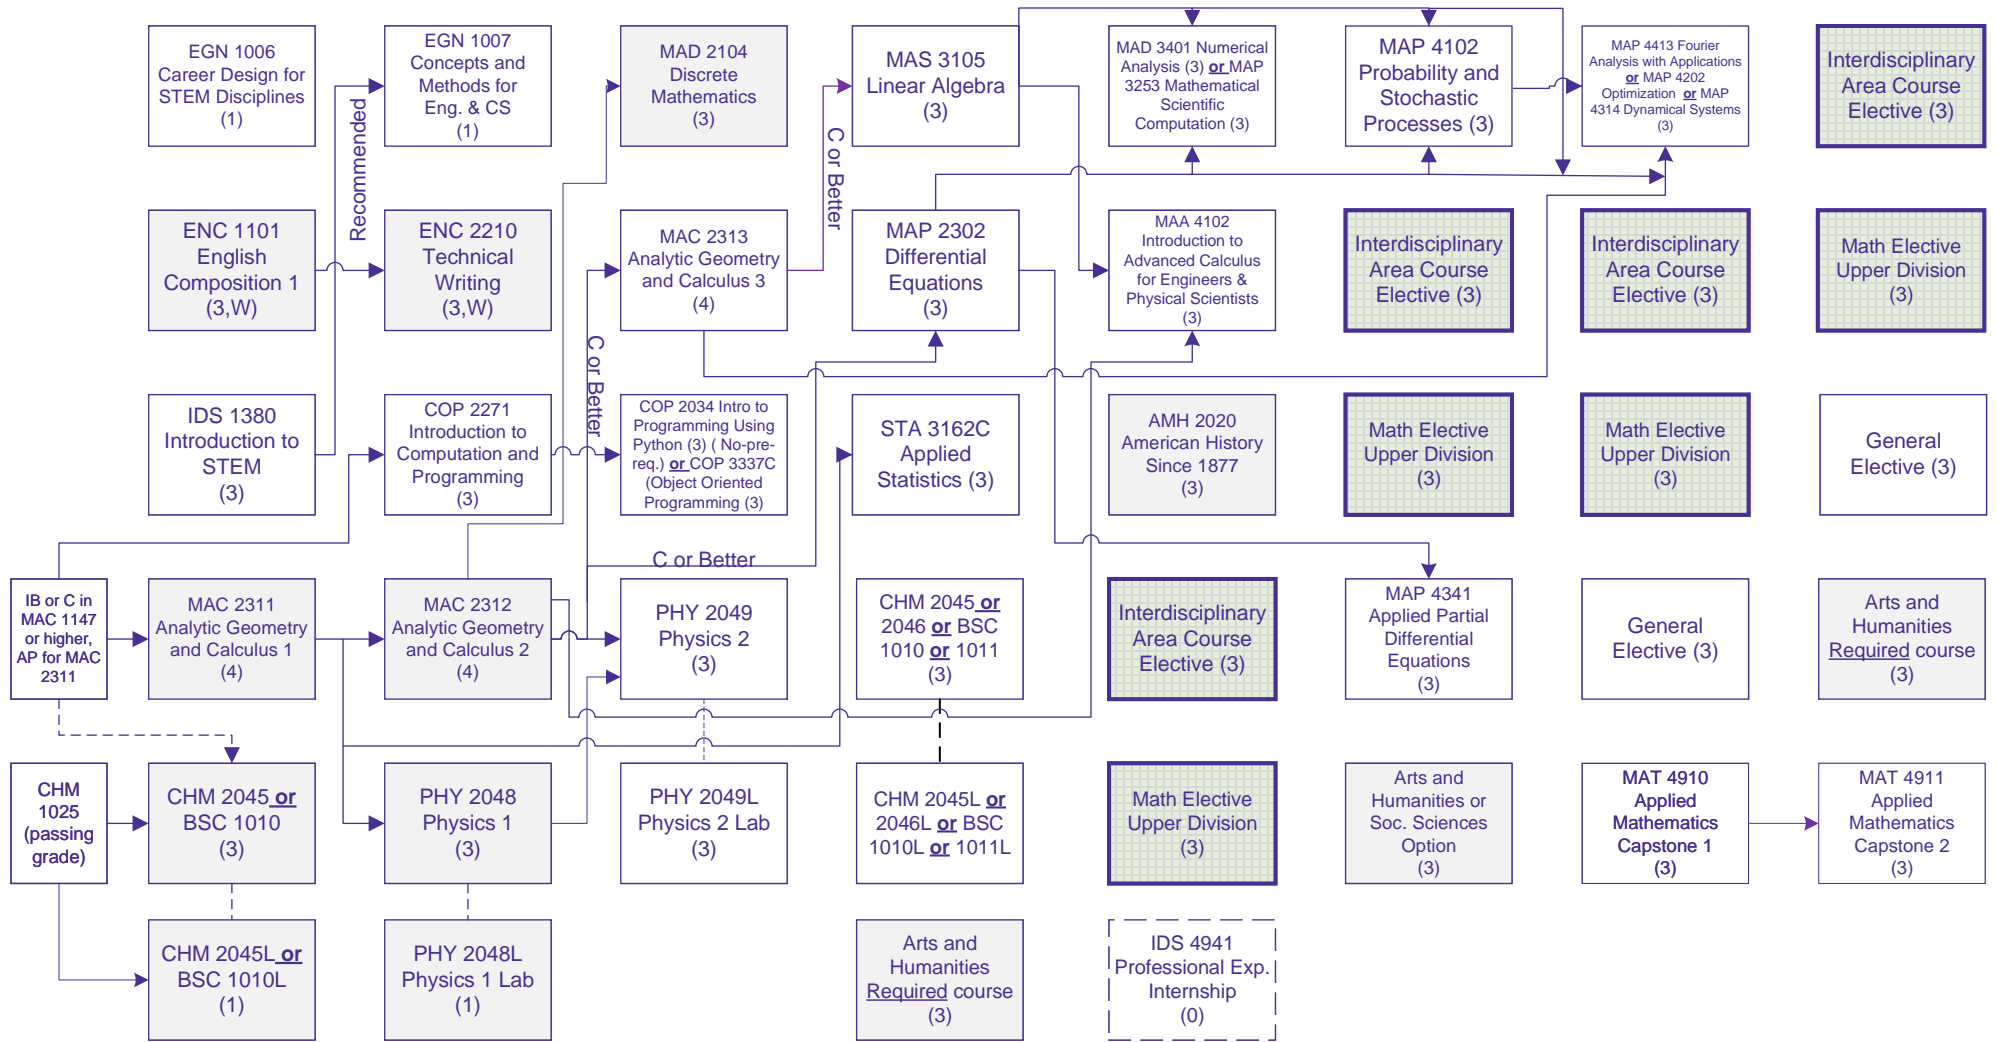 EGN 1006
Career Design for
STEM Disciplines
(1)
EGN 1007
Concepts and
Methods for
Eng. & CS
(1)
MAD 2104
Discrete
Mathematics
(3)
MAS 3105
Linear Algebra
(3)
MAD 3401 Numerical
Analysis (3) or MAP
3253 Mathematical
Scientific
Computation (3)
MAP 4102
Probability and
Stochastic
Processes (3)
MAP 4413 Fourier
Analysis with Applications
or MAP 4202
Optimization or MAP
4314 Dynamical Systems
(3)
Interdisciplinary
Area Course
Elective (3)
Recommended
C or Better
ENC 1101
English
Composition 1
(3,W)
ENC 2210
Technical
Writing
(3,W)
MAC 2313
Analytic Geometry
and Calculus 3
(4)
MAP 2302
Differential
Equations
(3)
MAA 4102
Introduction to
Advanced Calculus
for Engineers &
Physical Scientists
(3)
Interdisciplinary
Area Course
Elective (3)
Interdisciplinary
Area Course
Elective (3)
Math Elective
Upper Division
(3)
C or Better
IDS 1380
Introduction to
STEM
(3)
COP 2271
Introduction to
Computation and
Programming
(3)
COP 2034 Intro to
Programming Using
Python (3) ( No-pre-
req.) or COP 3337C
(Object Oriented
Programming (3)
STA 3162C
Applied
Statistics (3)
AMH 2020
American History
Since 1877
(3)
Math Elective
Upper Division
(3)
Math Elective
Upper Division
(3)
General
Elective (3)
C or Better
IB or C in
MAC 1147
or higher,
AP for MAC
2311
MAC 2311
Analytic Geometry
and Calculus 1
(4)
MAC 2312
Analytic Geometry
and Calculus 2
(4)
PHY 2049
Physics 2
(3)
CHM 2045 or
2046 or BSC
1010 or 1011
(3)
Interdisciplinary
Area Course
Elective (3)
MAP 4341
Applied Partial
Differential
Equations
(3)
General
Elective (3)
Arts and
Humanities
Required course
(3)
CHM
1025
(passing
grade)
CHM 2045 or
BSC 1010
(3)
PHY 2048
Physics 1
(3)
PHY 2049L
Physics 2 Lab
(3)
CHM 2045L or
2046L or BSC
1010L or 1011L
Math Elective
Upper Division
(3)
Arts and
Humanities or
Soc. Sciences
Option
(3)
MAT 4910
Applied
Mathematics
Capstone 1
(3)
MAT 4911
Applied
Mathematics
Capstone 2
(3)
CHM 2045L or
BSC 1010L
(1)
PHY 2048L
Physics 1 Lab
(1)
Arts and
Humanities
Required course
(3)
IDS 4941
Professional Exp.
Internship
(0)